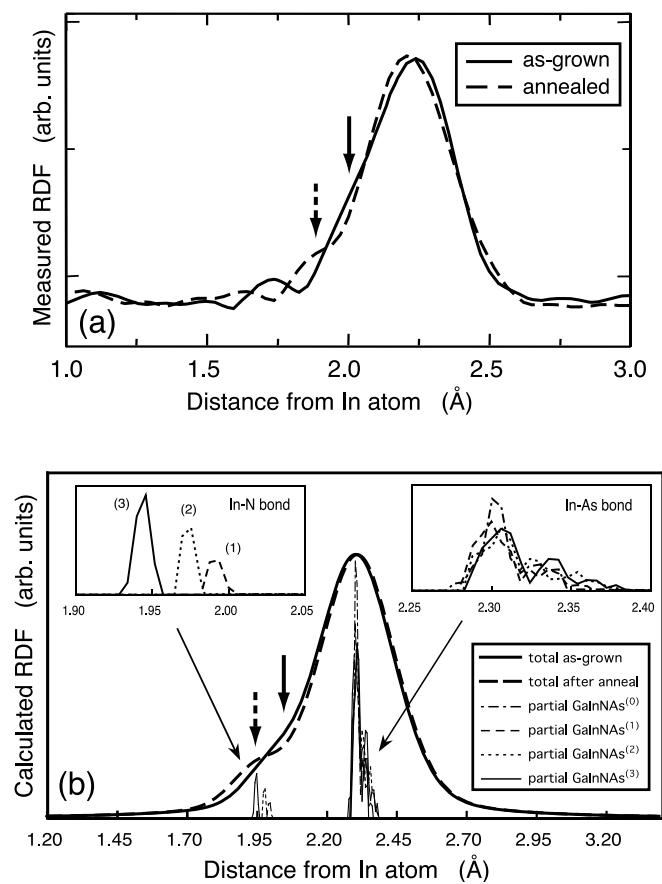 Measured RDF (arb. units)
as-grown
annealed
(a)
1.0 1.5 2.0 2.5 3.0
Distance from In atom (Å)
Calculated RDF (arb. units)
(3)
(2)
(1)
In-N bond
1.90 1.95 2.00 2.05
In-As bond
2.25 2.30 2.35 2.40
total as-grown
total after anneal
partial GaInNAs(0)
partial GaInNAs(1)
partial GaInNAs(2)
partial GaInNAs(3)
(b)
1.20 1.45 1.70 1.95 2.20 2.45 2.70 2.95 3.20
Distance from In atom (Å)